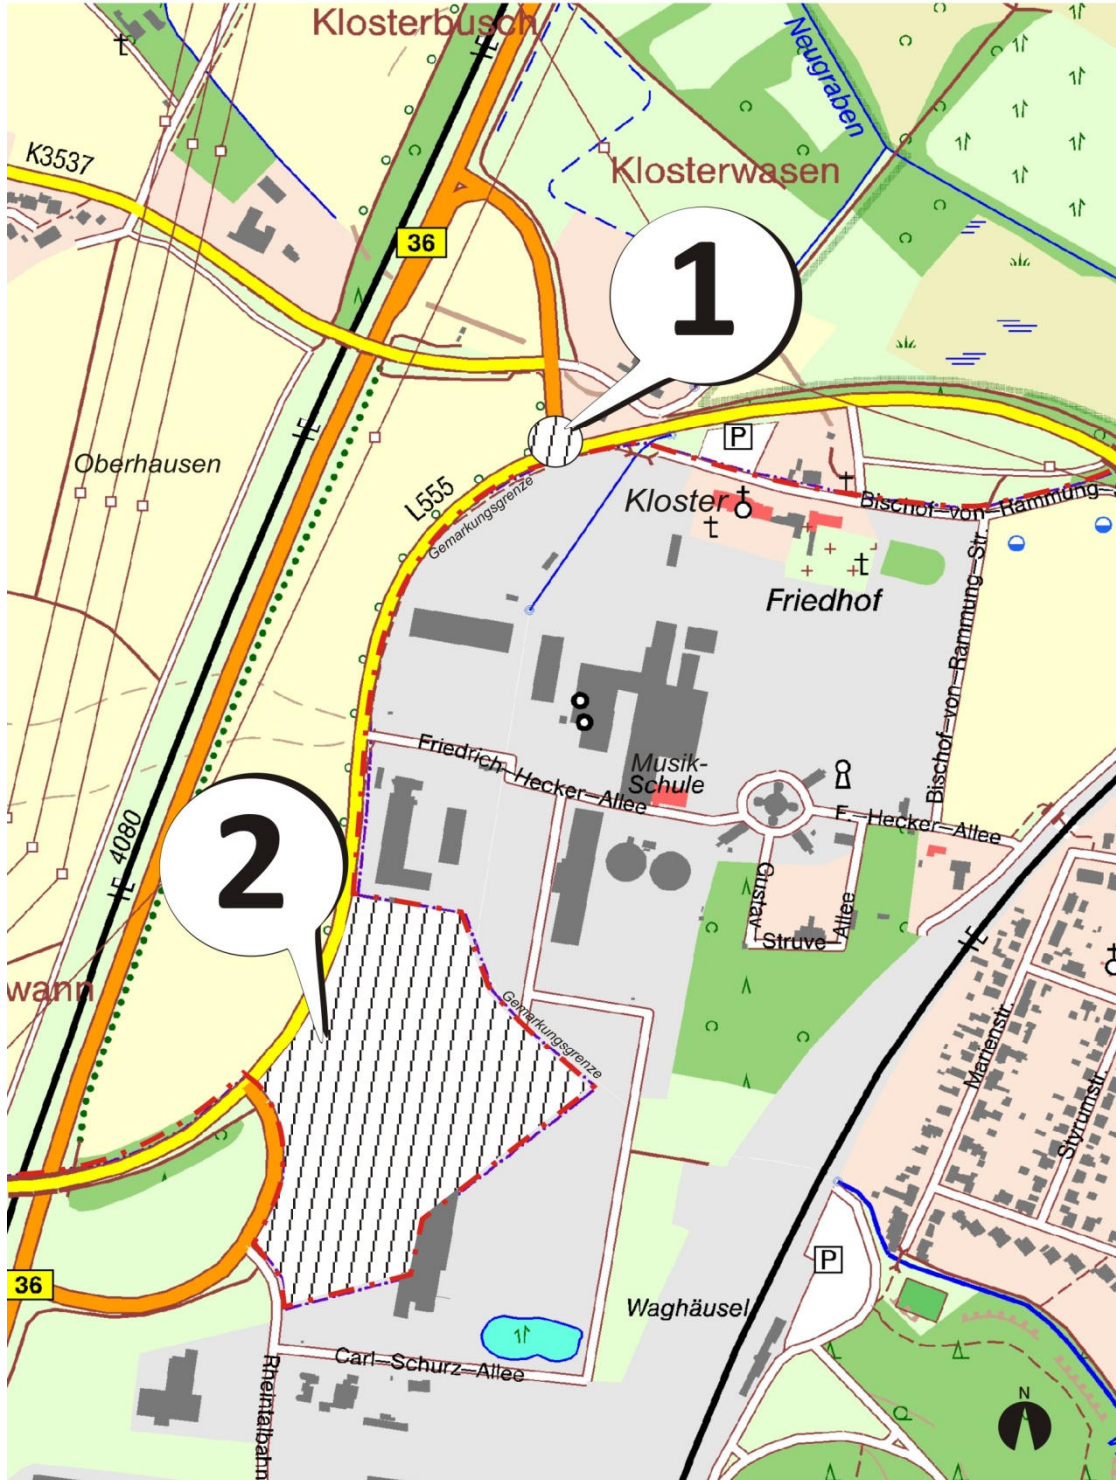 Klosterbusch
Neugraben
K3537
Klosterwasen
36
1
Oberhausen
L555
Gemarkungsgrenze
P
Kloster
Bischof-von-Rammung-
Friedhof
Bischof-von-Rammung-Str.
Friedrich-Hecker-Allee
Musik-
Schule
F.-Hecker-Allee
4080
2
Gustav-
Struve-Allee
wann
Gemarkungsgrenze
Marienstr.
Styrumstr.
P
36
Waghäusel
Carl-Schurz-Allee
Rheintalbahn
N